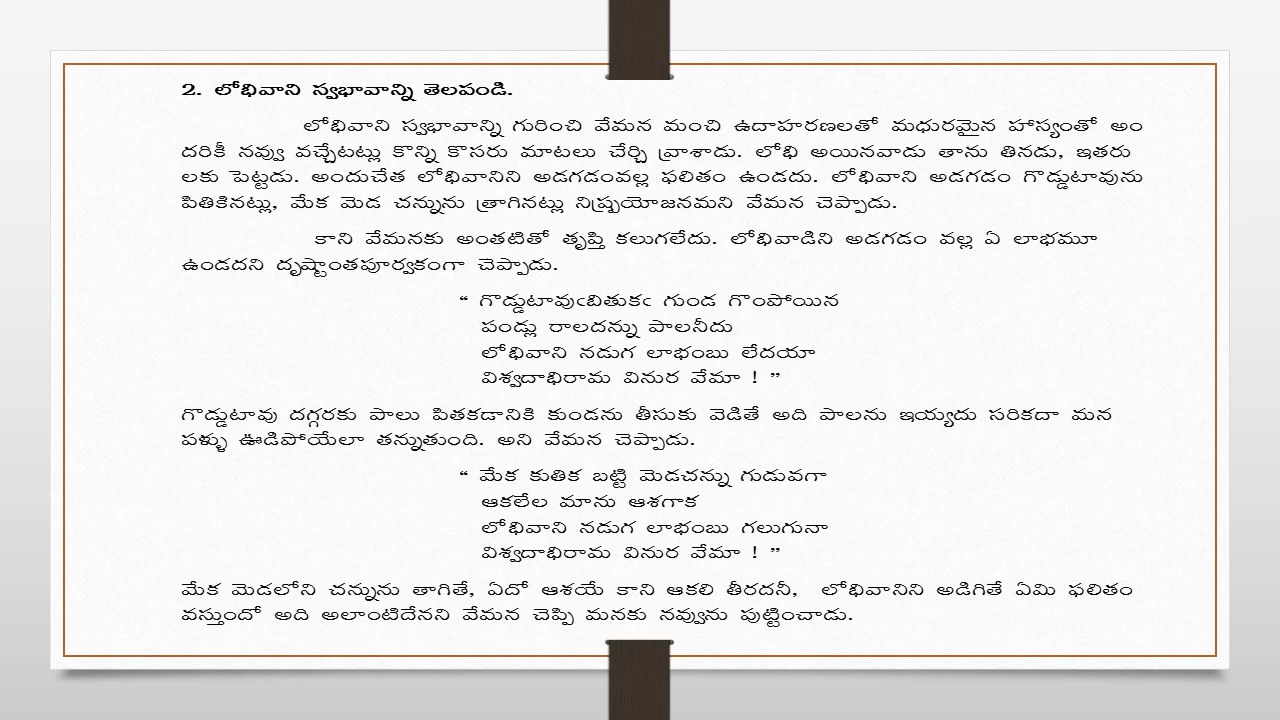 2. లోభివాని స్వభావాన్ని తెలపండి.
లోభివాని స్వభావాన్ని గురించి వేమన మంచి ఉదాహరణలతో మధురమైన హాస్యంతో అం
దరికీ నవ్వు వచ్చేటట్లు కొన్ని కొసరు మాటలు చేర్చి వ్రాశాడు. లోభి అయినవాడు తాను తినడు, ఇతరు
లకు పెట్టడు. అందుచేత లోభివానిని అడగడంవల్ల ఫలితం ఉండదు. లోభివాని అడగడం గొడ్డుటావును
పితికినట్లు, మేక మెడ చన్నును త్రాగినట్లు నిష్ప్రయోజనమని వేమన చెప్పాడు.
కాని వేమనకు అంతటితో తృప్తి కలుగలేదు. లోభివాడిని అడగడం వల్ల ఏ లాభమూ
ఉండదని దృష్టాంతపూర్వకంగా చెప్పాడు.
“ గొడ్డుటావుఁబితుకఁ గుండ గొంపోయిన
పండ్లు రాలదన్ను పాలనీదు
లోభివాని నడుగ లాభంబు లేదయా
విశ్వదాభిరామ వినుర వేమా ! ”
గొడ్డుటావు దగ్గరకు పాలు పితకడానికి కుండను తీసుకు వెడితే అది పాలను ఇయ్యదు సరికదా మన
పళ్ళు ఊడిపోయేలా తన్నుతుంది. అని వేమన చెప్పాడు.
“ మేక కుతిక బట్టి మెడచన్ను గుడువగా
ఆకలేల మాను ఆశగాక
లోభివాని నడుగ లాభంబు గలుగునా
విశ్వదాభిరామ వినుర వేమా ! ”
మేక మెడలోని చన్నును తాగితే, ఏదో ఆశయే కాని ఆకలి తీరదనీ, లోభివానిని అడిగితే ఏమి ఫలితం
వస్తుందో అది అలాంటిదేనని వేమన చెప్పి మనకు నవ్వును పుట్టించాడు.